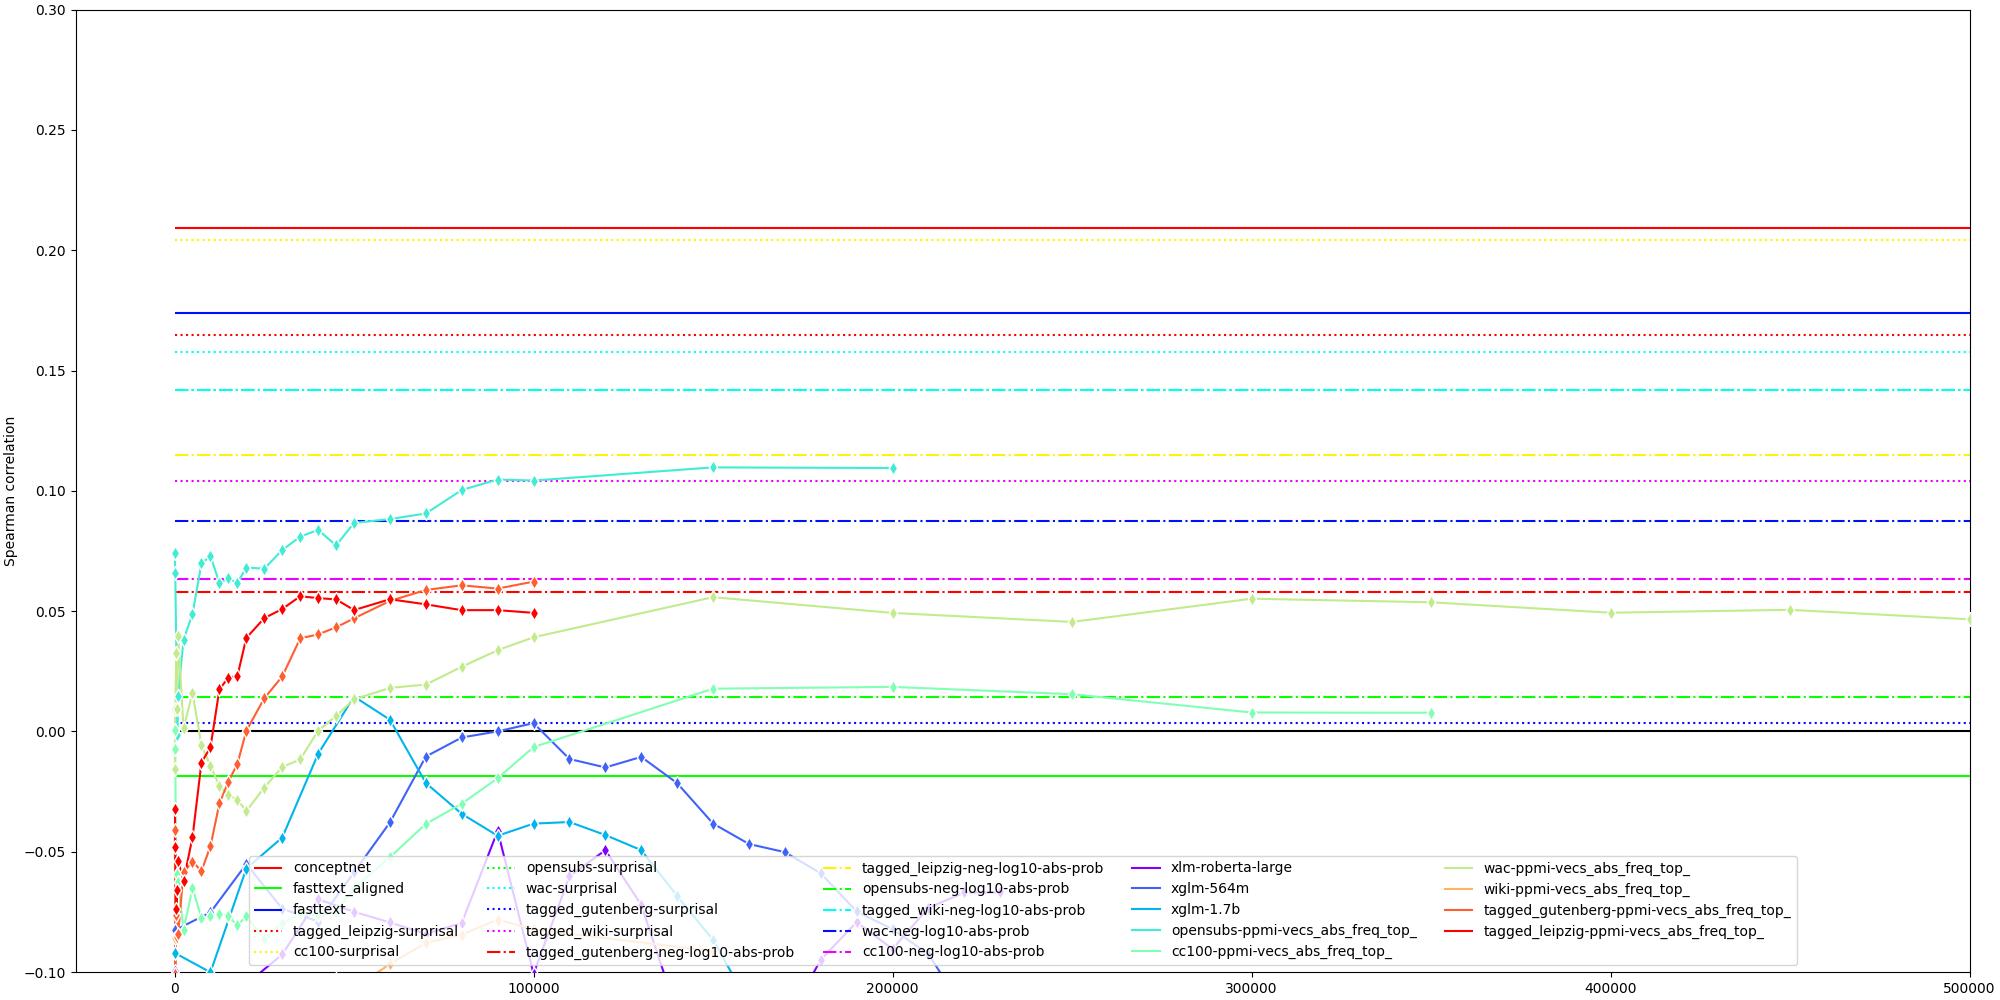 0.30
0.25
0.20
0.15
0.10
0.05
0.00
−0.05
−0.10
Spearman correlation
conceptnet
fasttext_aligned
fasttext
tagged_leipzig-surprisal
cc100-surprisal
opensubs-surprisal
wac-surprisal
tagged_gutenberg-surprisal
tagged_wiki-surprisal
tagged_gutenberg-neg-log10-abs-prob
tagged_leipzig-neg-log10-abs-prob
opensubs-neg-log10-abs-prob
tagged_wiki-neg-log10-abs-prob
wac-neg-log10-abs-prob
cc100-neg-log10-abs-prob
xlm-roberta-large
xglm-564m
xglm-1.7b
opensubs-ppmi-vecs_abs_freq_top_
cc100-ppmi-vecs_abs_freq_top_
wac-ppmi-vecs_abs_freq_top_
wiki-ppmi-vecs_abs_freq_top_
tagged_gutenberg-ppmi-vecs_abs_freq_top_
tagged_leipzig-ppmi-vecs_abs_freq_top_
0
100000
200000
300000
400000
500000